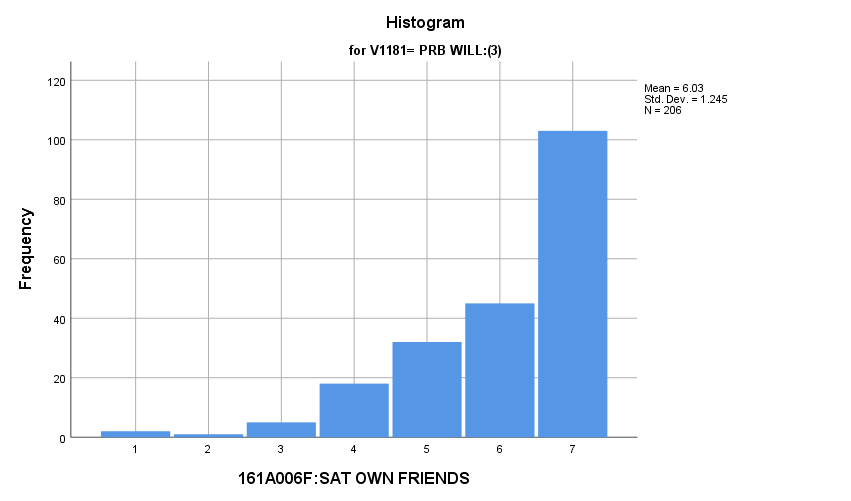 Histogram
for V1181= PRB WILL:(3)
Mean = 6.03
Std. Dev. = 1.245
N = 206
Frequency
120
100
80
60
40
20
0
1 2 3 4 5 6 7
161A006F:SAT OWN FRIENDS